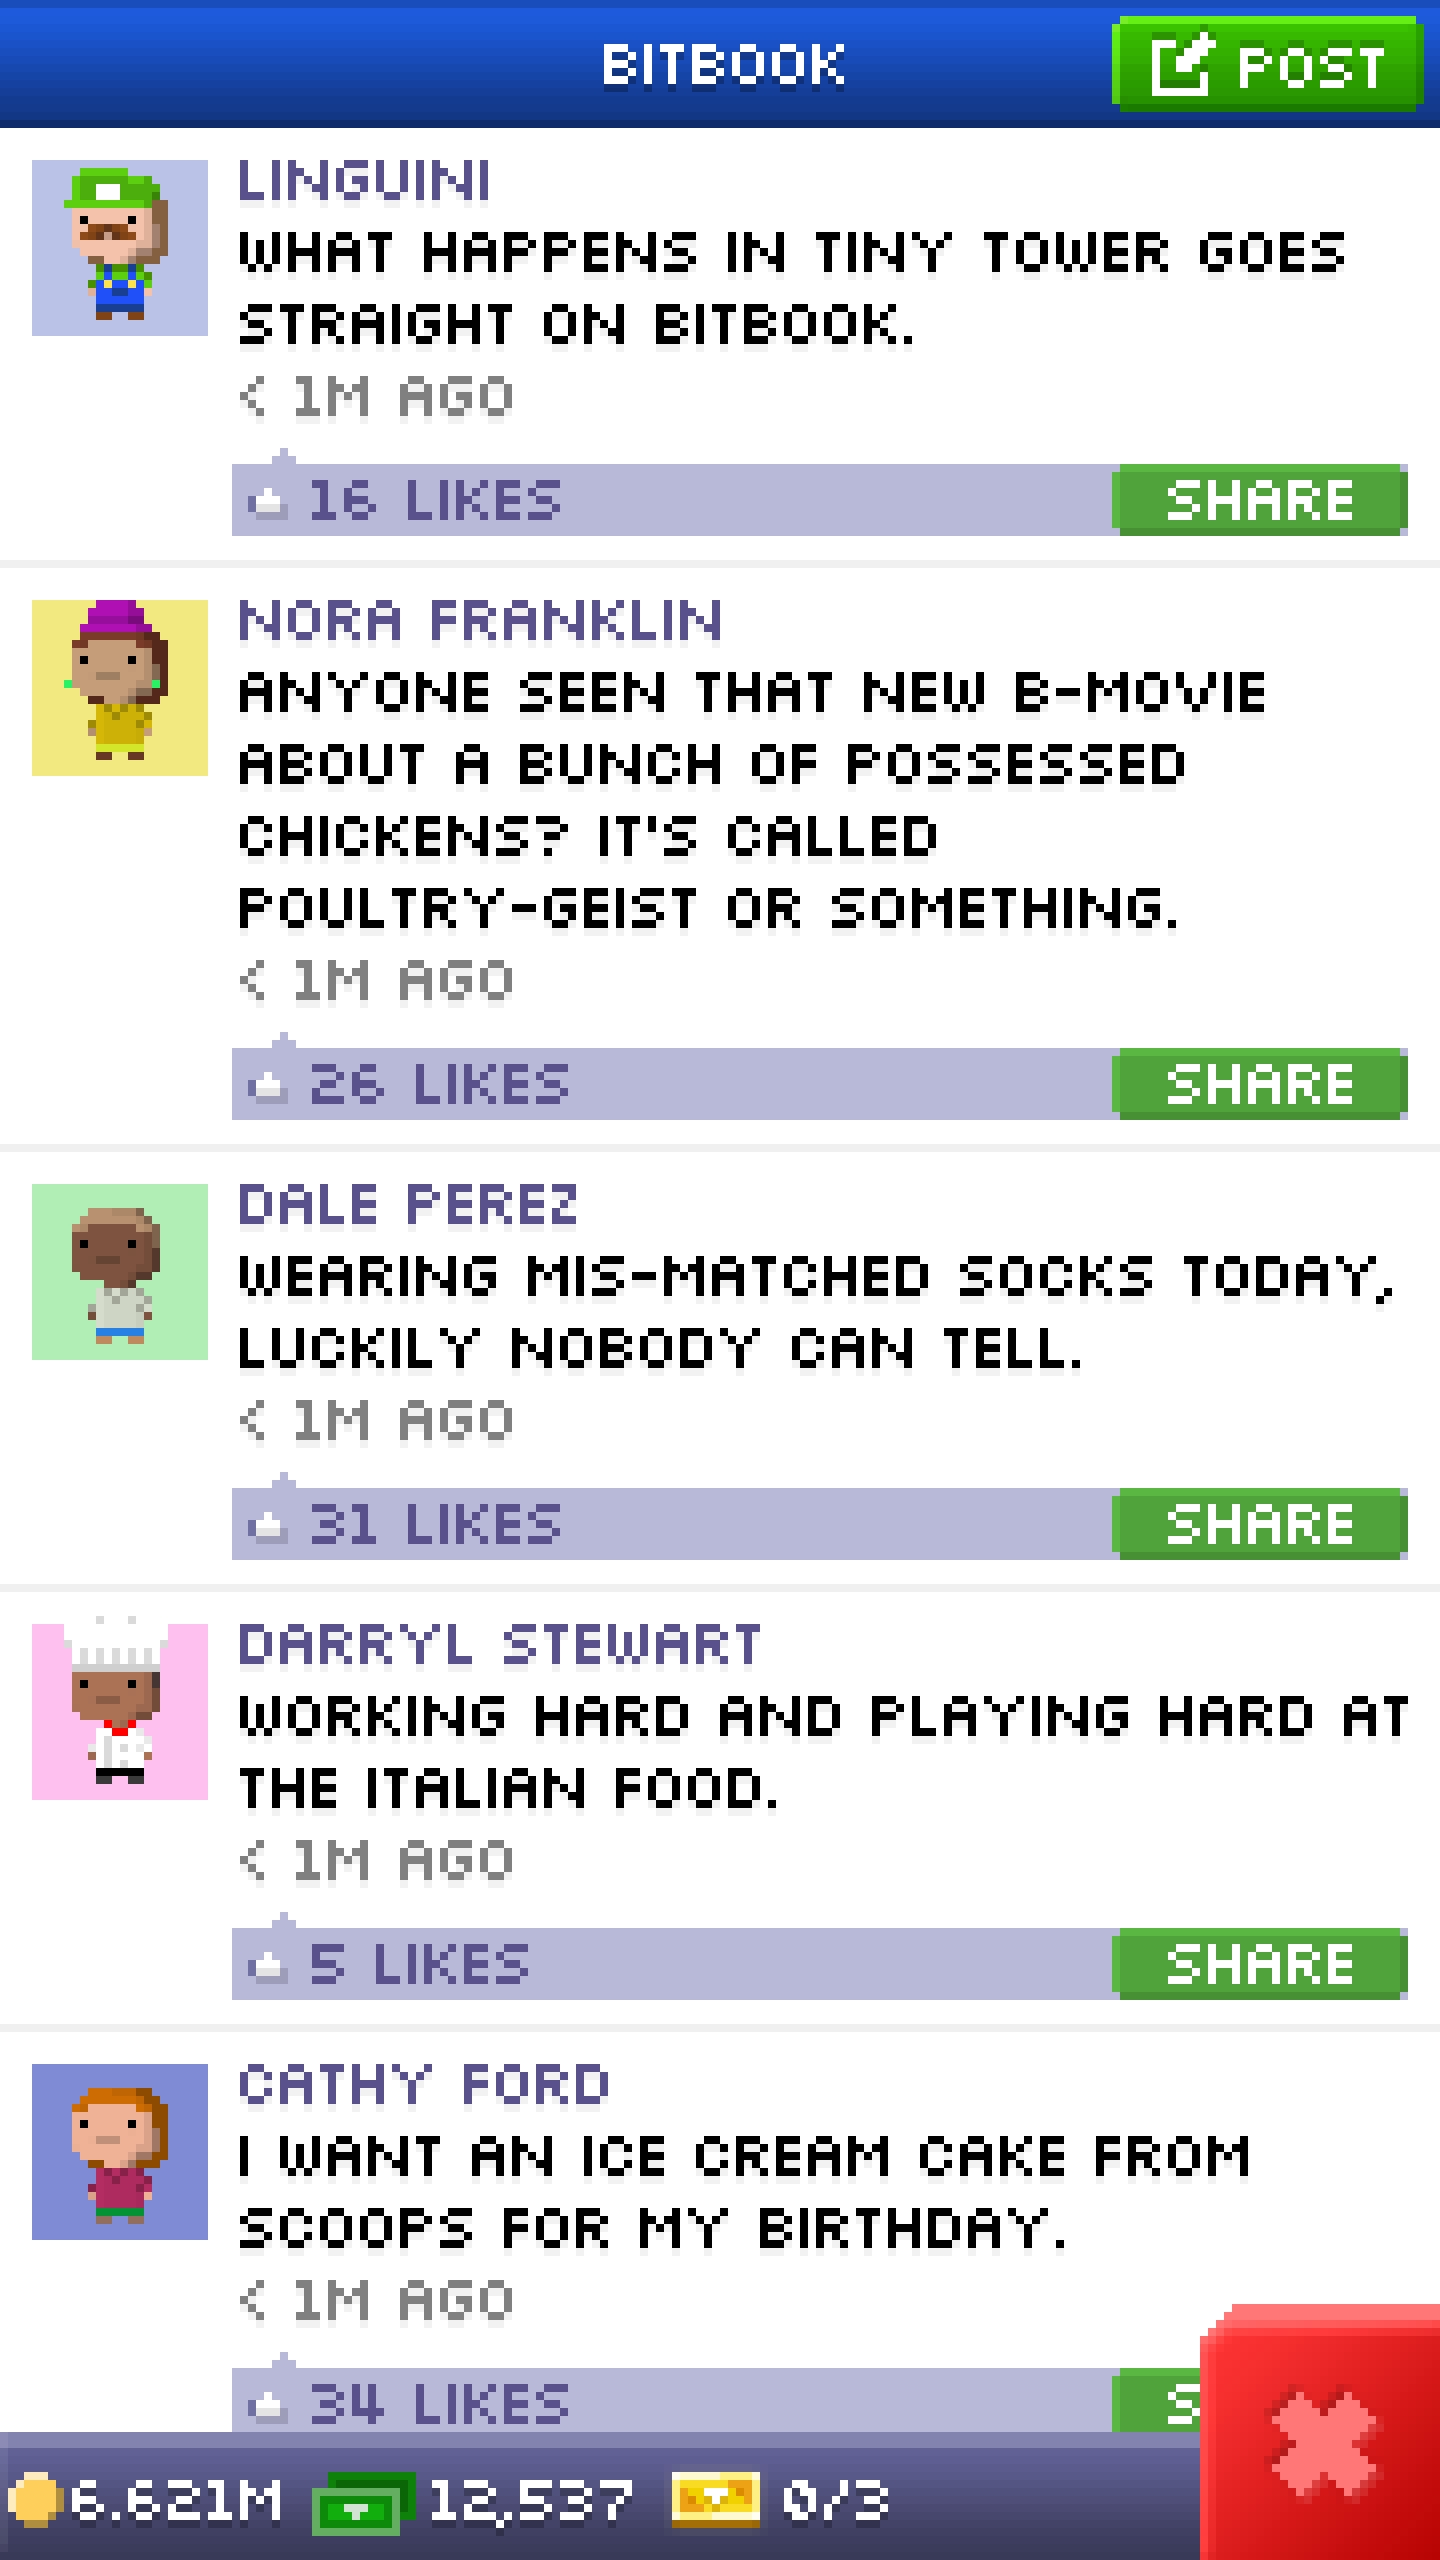 BITBOOK
POST
LINGUINI
WHAT HAPPENS IN TINY TOWER GOES
STRAIGHT ON BITBOOK.
< 1M AGO
16 LIKES
SHARE
NORA FRANKLIN
ANYONE SEEN THAT NEW B-MOVIE
ABOUT A BUNCH OF POSSESSED
CHICKENS? IT'S CALLED
POULTRY-GEIST OR SOMETHING.
< 1M AGO
26 LIKES
SHARE
DALE PEREZ
WEARING MIS-MATCHED SOCKS TODAY,
LUCKILY NOBODY CAN TELL.
< 1M AGO
31 LIKES
SHARE
DARRYL STEWART
WORKING HARD AND PLAYING HARD AT
THE ITALIAN FOOD.
< 1M AGO
5 LIKES
SHARE
CATHY FORD
I WANT AN ICE CREAM CAKE FROM
SCOOPS FOR MY BIRTHDAY.
< 1M AGO
34 LIKES
6.621M
12,537
0/3